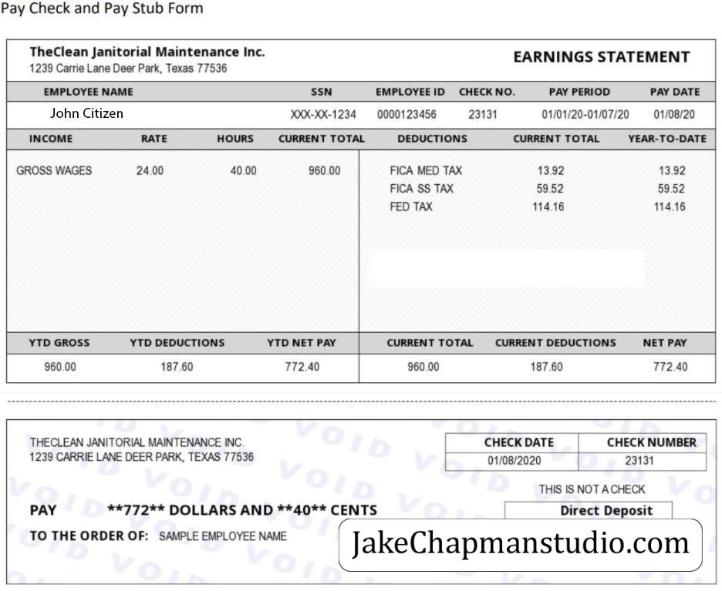 Pay Check and Pay Stub Form
TheClean Janitorial Maintenance Inc.
1239 Carrie Lane Deer Park, Texas 77536
EARNINGS STATEMENT
EMPLOYEE NAME SSN EMPLOYEE ID CHECK NO. PAY PERIOD PAY DATE
John Citizen XXX-XX-1234 0000123456 23131 01/01/20-01/07/20 01/08/20
INCOME RATE HOURS CURRENT TOTAL DEDUCTIONS CURRENT TOTAL YEAR-TO-DATE
GROSS WAGES 24.00 40.00 960.00 FICA MED TAX 13.92 13.92
FICA SS TAX 59.52 59.52
FED TAX 114.16 114.16
YTD GROSS YTD DEDUCTIONS YTD NET PAY CURRENT TOTAL CURRENT DEDUCTIONS NET PAY
960.00 187.60 772.40 960.00 187.60 772.40
THECLEAN JANITORIAL MAINTENANCE INC.
1239 CARRIE LANE DEER PARK, TEXAS 77536
CHECK DATE CHECK NUMBER
01/08/2020 23131
THIS IS NOT A CHECK
PAY **772** DOLLARS AND **40** CENTS
Direct Deposit
TO THE ORDER OF: SAMPLE EMPLOYEE NAME
JakeChapmanstudio.com
VOID VOID VOID VOID